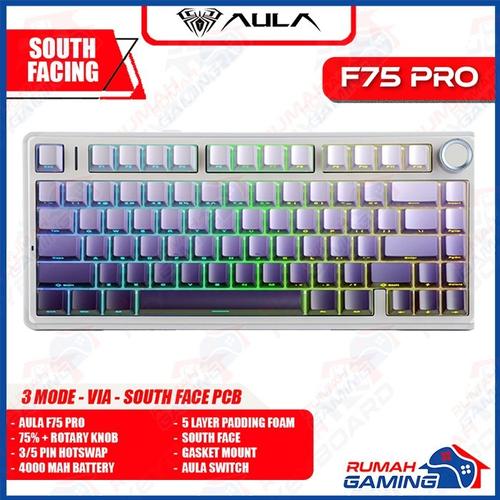 SOUTH
FACING
AULA
F75 PRO
3 MODE - VIA - SOUTH FACE PCB
- AULA F75 PRO
- 75% + ROTARY KNOB
- 3/5 PIN HOTSWAP
- 4000 MAH BATTERY
- 5 LAYER PADDING FOAM
- SOUTH FACE
- GASKET MOUNT
- AULA SWITCH
RUMAH
GAMING